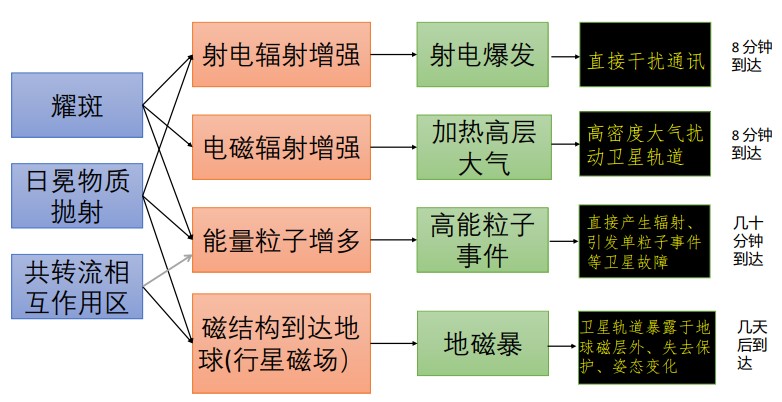 耀斑
日冕物质
抛射
共转流相
互作用区
射电辐射增强
电磁辐射增强
能量粒子增多
磁结构到达地
球(行星磁场）
射电爆发
加热高层
大气
高能粒子
事件
地磁暴
直接干扰通讯
高密度大气扰
动卫星轨道
直接产生辐射、
引发单粒子事件
等卫星故障
卫星轨道暴露于地
球磁层外、失去保
护、姿态变化
8分钟
到达
8分钟
到达
几十
分钟
到达
几天
后到
达